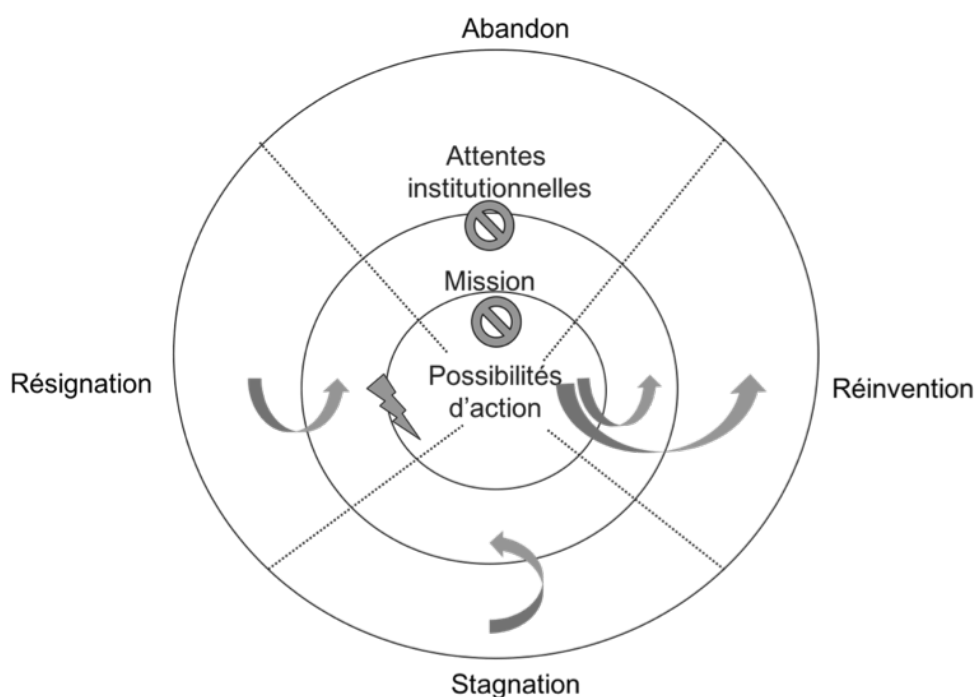 Abandon
Attentes
institutionnelles
Mission
Possibilités
d'action
Résignation
Réinvention
Stagnation